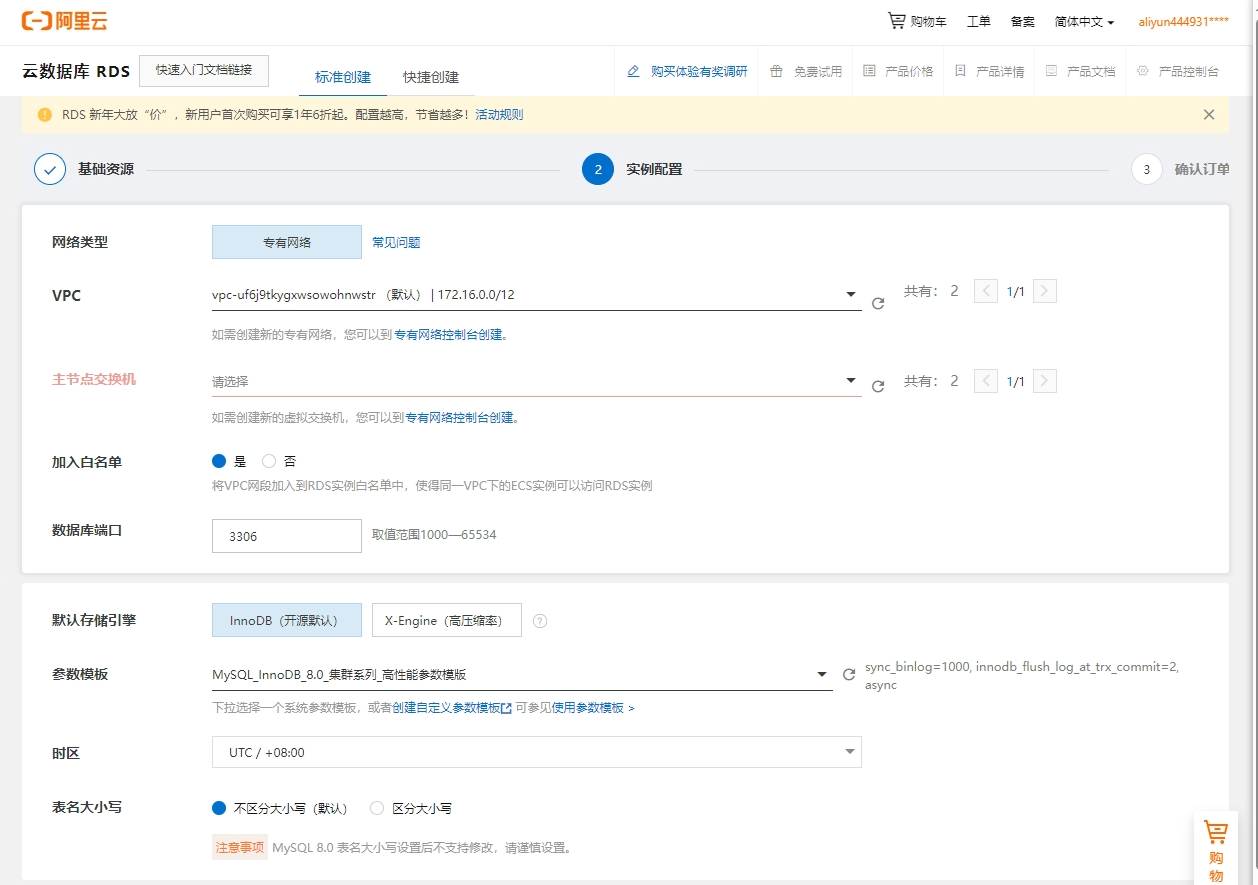 阿里云
购物车 工单 备案 简体中文 aliyun444931****
云数据库 RDS 快速入门文档链接 标准创建 快捷创建 购买体验有奖调研 免费试用 产品价格 产品详情 产品文档 产品控制台
RDS 新年大放“价”，新用户首次购买可享1年6折起。配置越高，节省越多！活动规则
基础资源 2 实例配置 3 确认订单
网络类型 专有网络 常见问题
VPC vpc-uf6j9tkygxwsowohnwstr （默认） | 172.16.0.0/12 共有： 2 1/1
如需创建新的专有网络，您可以到专有网络控制台创建。
主节点交换机 请选择 共有： 2 1/1
如需创建新的虚拟交换机，您可以到专有网络控制台创建。
加入白名单 是 否
将VPC网段加入到RDS实例白名单中，使得同一VPC下的ECS实例可以访问RDS实例
数据库端口 3306 取值范围1000—65534
默认存储引擎 InnoDB（开源默认） X-Engine（高压缩率） ?
参数模板 MySQL_InnoDB_8.0_集群系列_高性能参数模版 sync_binlog=1000, innodb_flush_log_at_trx_commit=2,
async
下拉选择一个系统参数模板，或者创建自定义参数模板 可参见使用参数模板 >
时区 UTC / +08:00
表名大小写 不区分大小写（默认） 区分大小写
注意事项 MySQL 8.0 表名大小写设置后不支持修改，请谨慎设置。
购
物